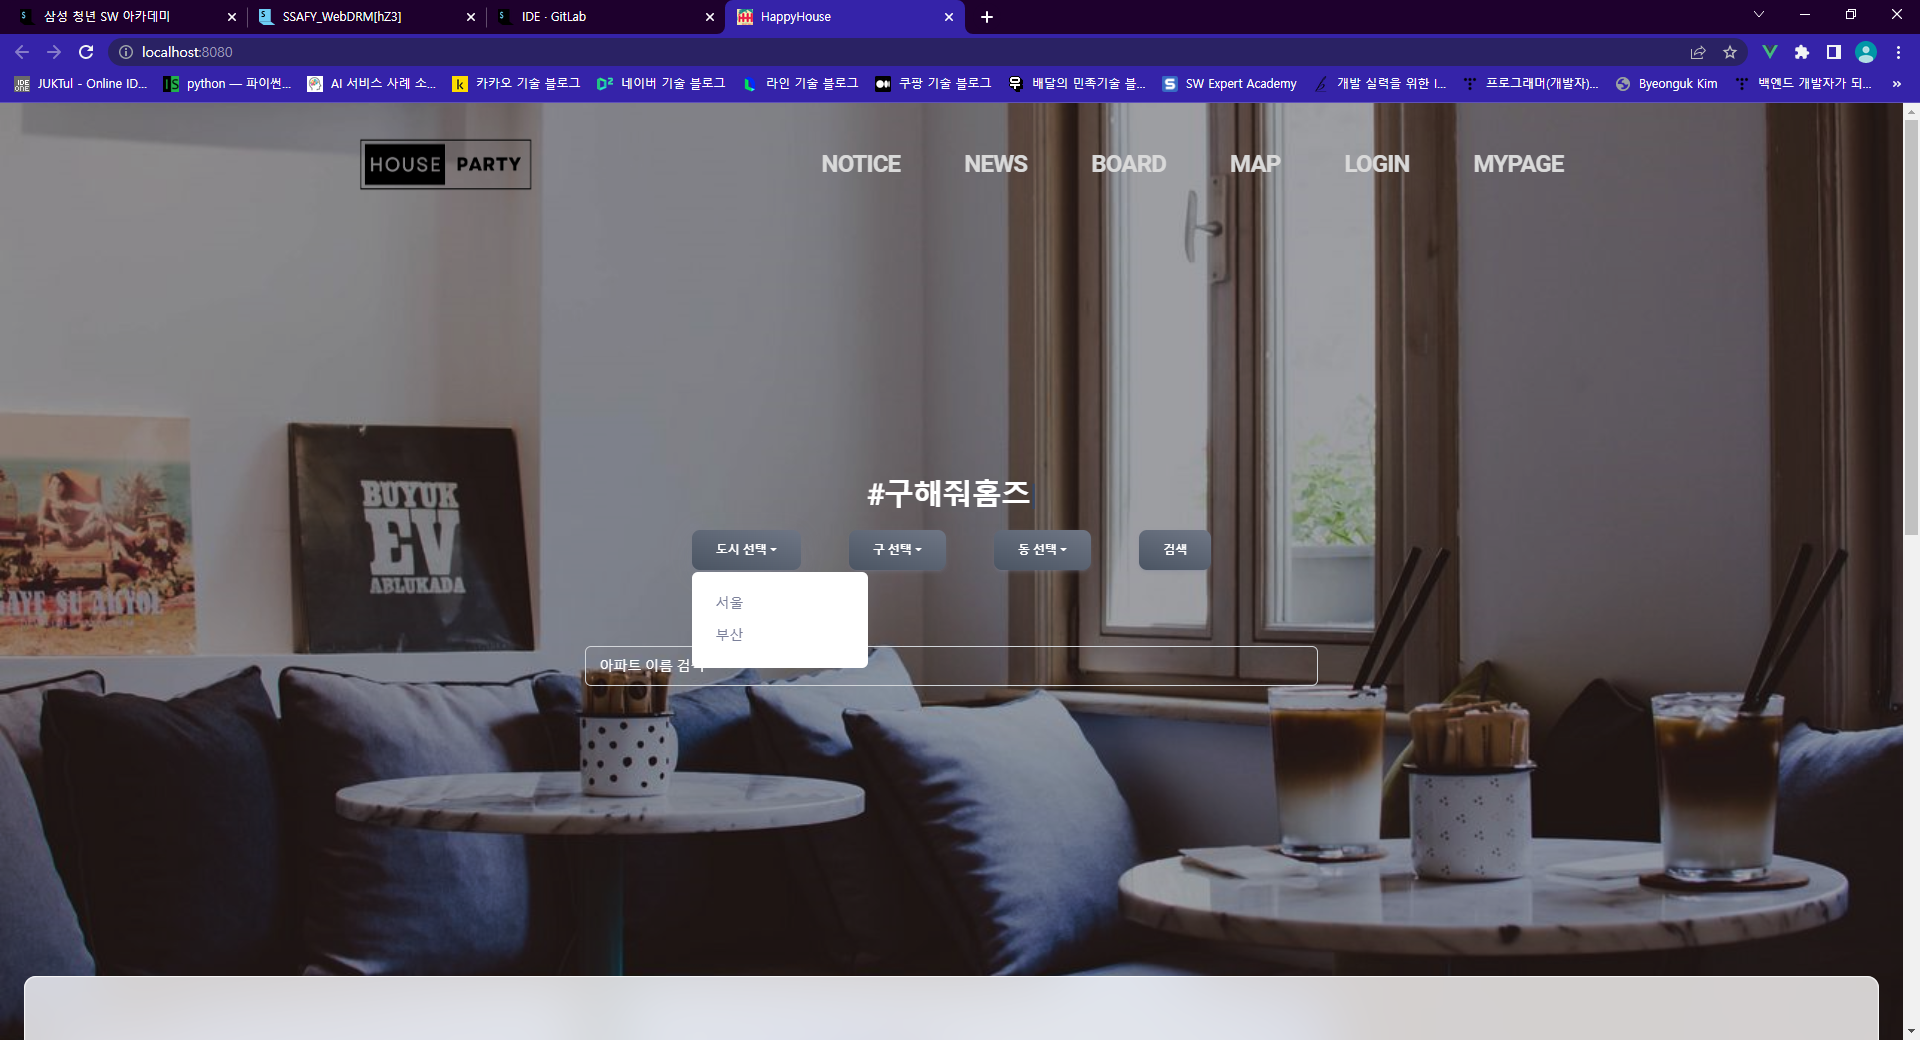 삼성 청년 SW 아카데미
SSAFY_WebDRM[hZ3]
IDE · GitLab
HappyHouse
localhost:8080
JUKTul - Online ID...
python — 파이썬...
AI 서비스 사례 소...
카카오 기술 블로그
네이버 기술 블로그
라인 기술 블로그
쿠팡 기술 블로그
배달의 민족기술 블...
SW Expert Academy
개발 실력을 위한 I...
프로그래머(개발자)...
Byeonguk Kim
백엔드 개발자가 되...
HOUSE PARTY
NOTICE
NEWS
BOARD
MAP
LOGIN
MYPAGE
BUYUK
EV
ABLUKADA
#구해줘홈즈
도시 선택
구 선택
동 선택
검색
서울
부산
아파트 이름